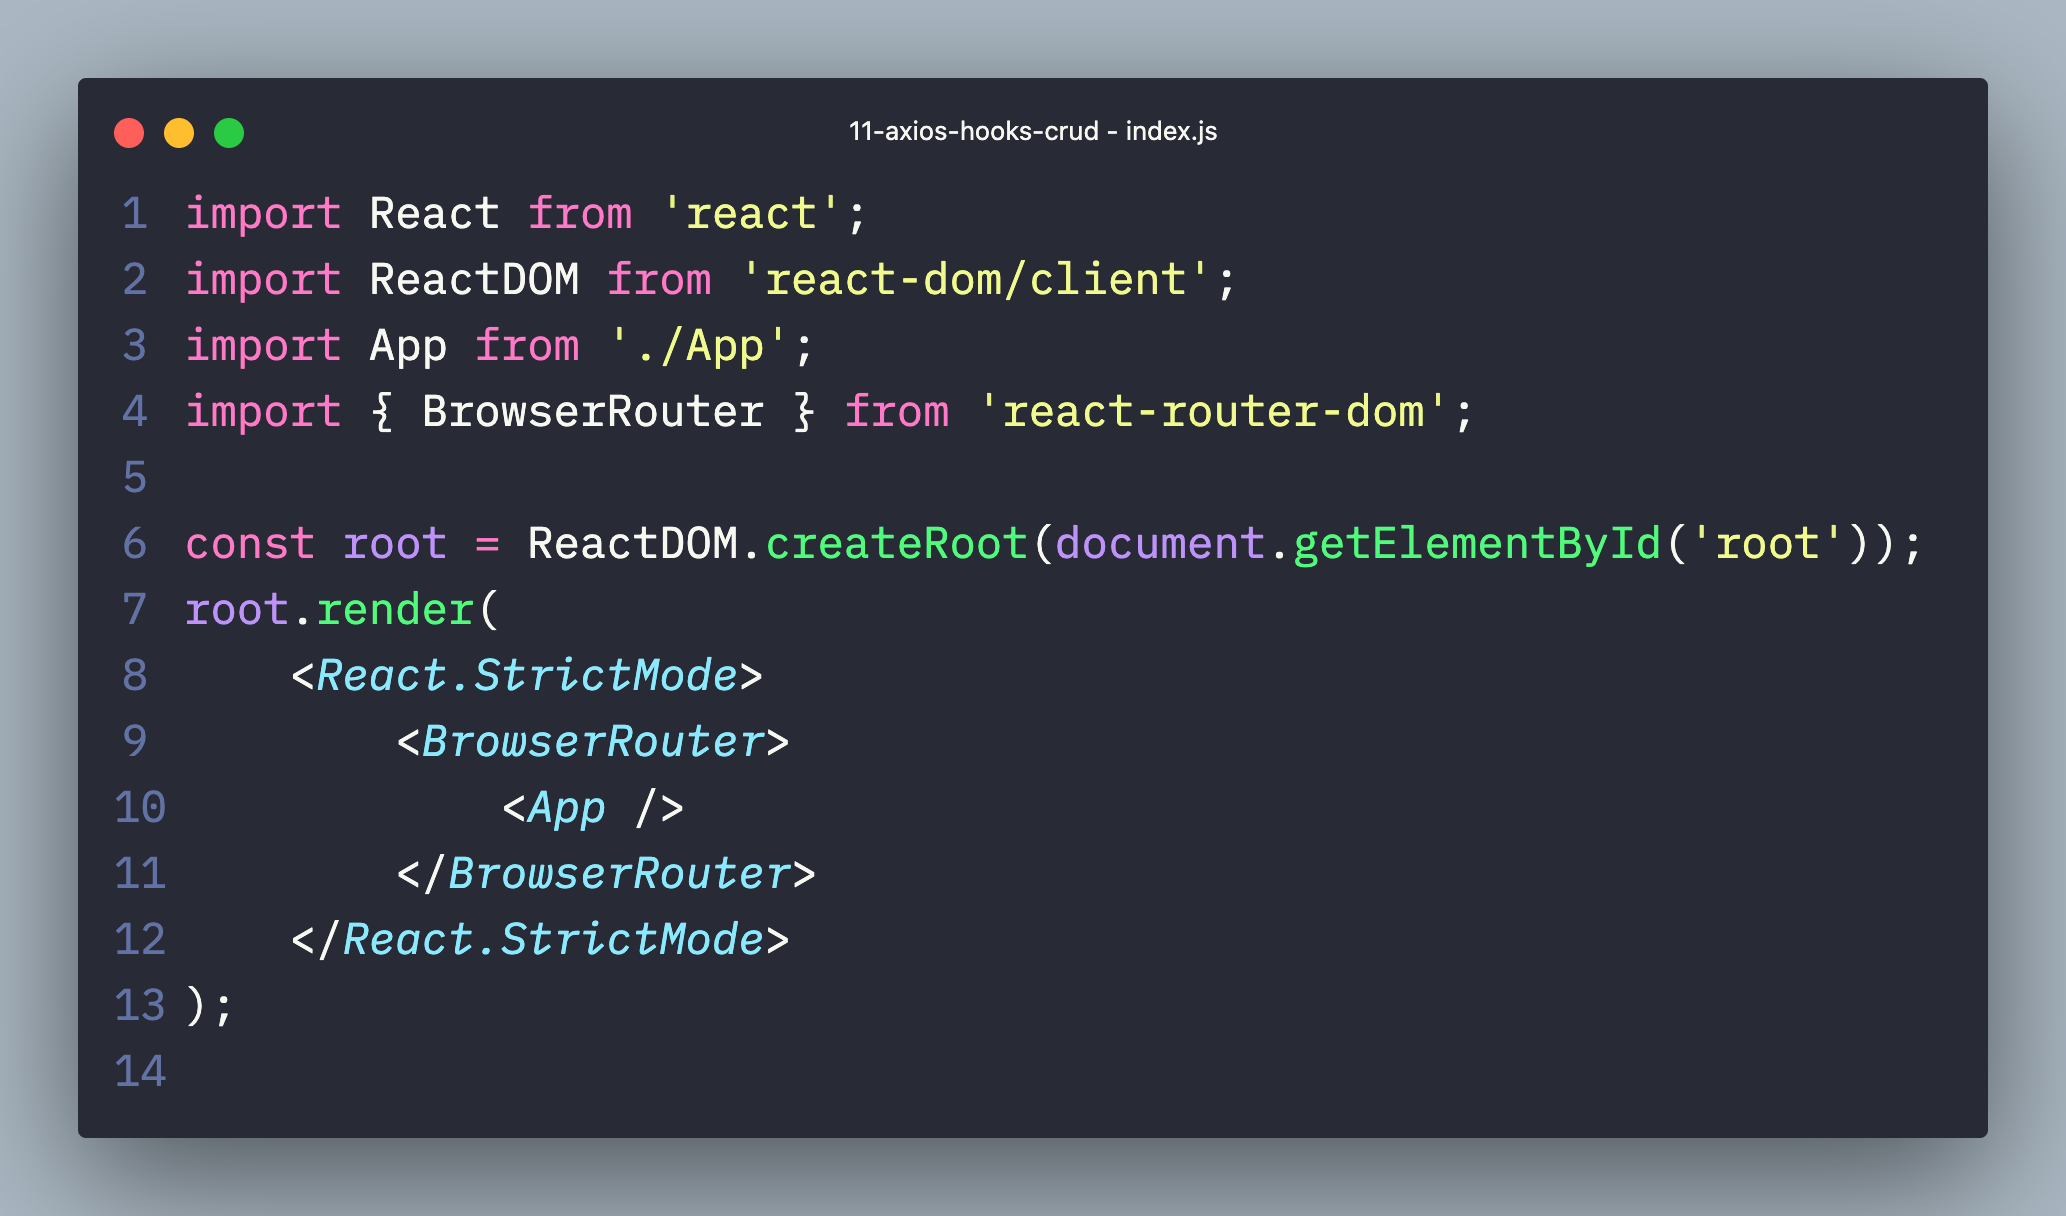 11-axios-hooks-crud - index.js
1 import React from 'react';
2 import ReactDOM from 'react-dom/client';
3 import App from './App';
4 import { BrowserRouter } from 'react-router-dom';
5
6 const root = ReactDOM.createRoot(document.getElementById('root'));
7 root.render(
8     <React.StrictMode>
9         <BrowserRouter>
10             <App />
11         </BrowserRouter>
12     </React.StrictMode>
13 );
14